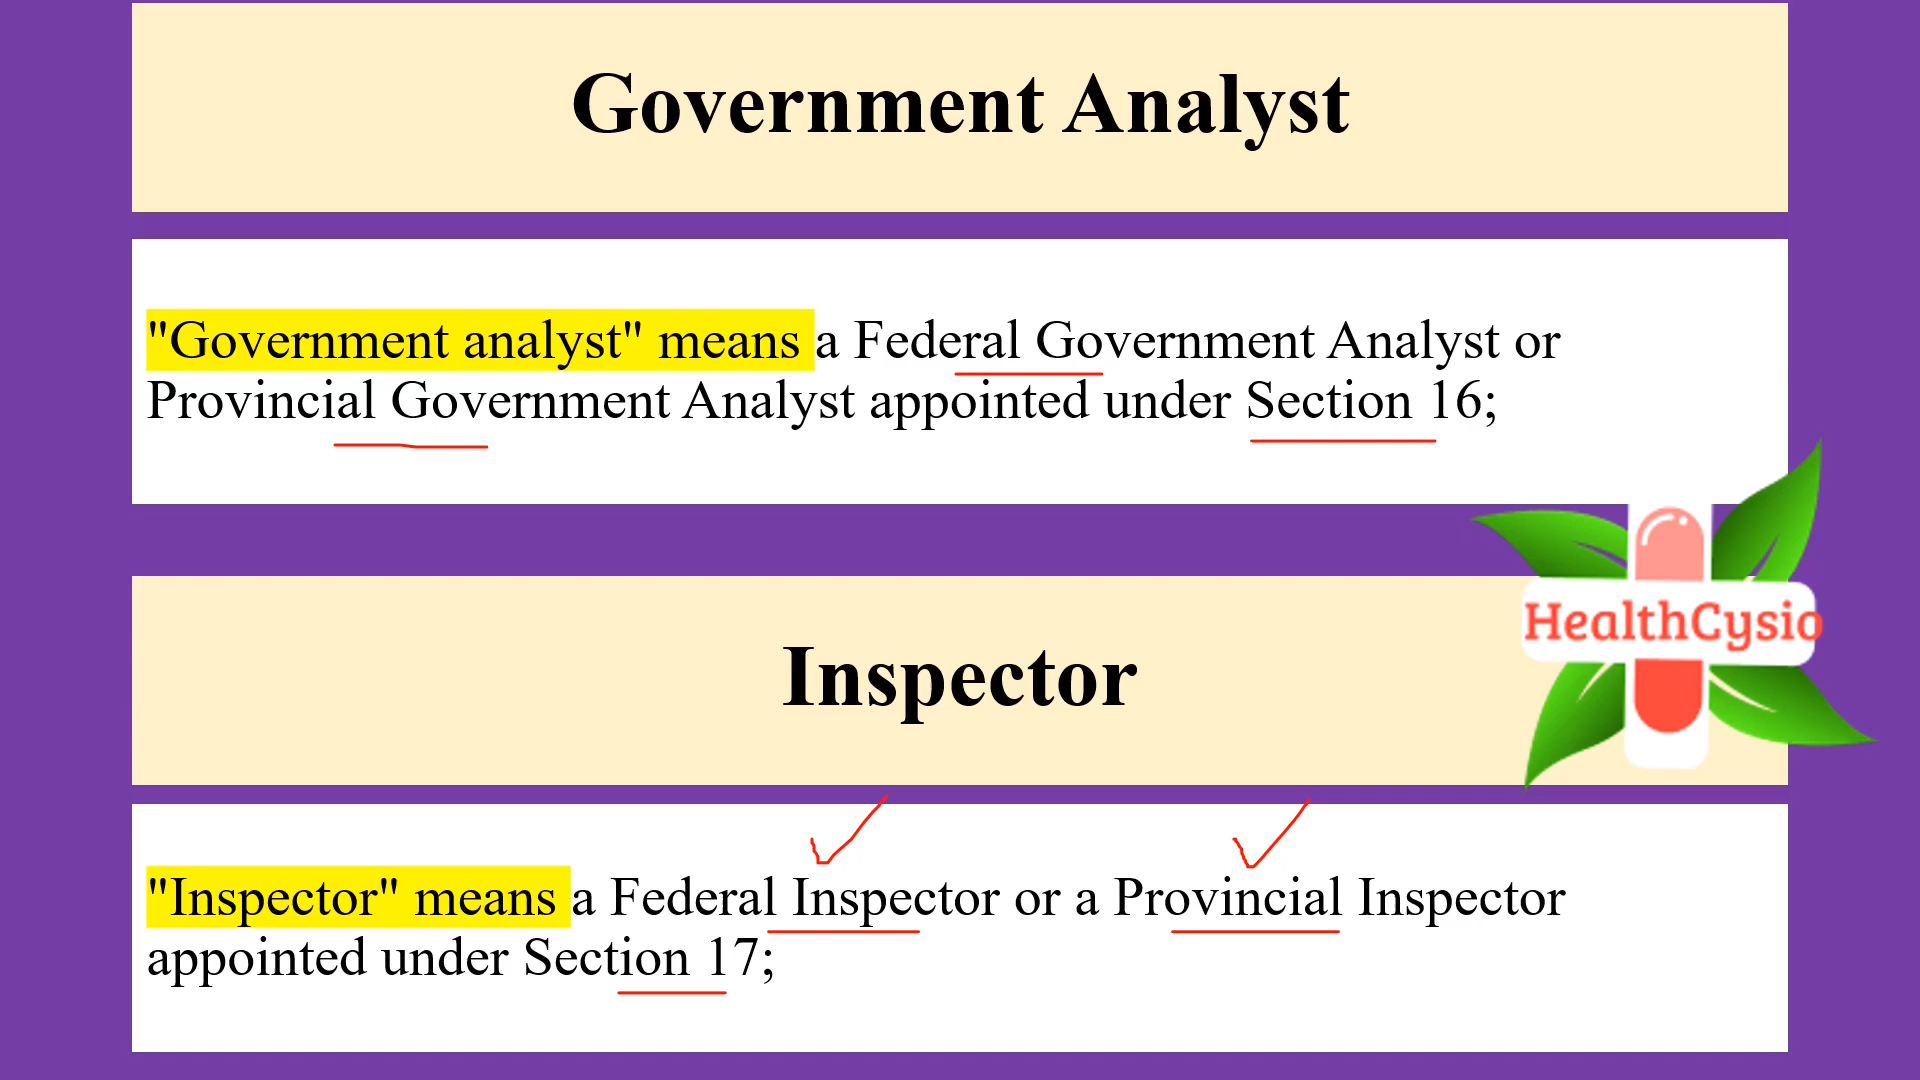 Government Analyst
"Government analyst" means a Federal Government Analyst or
Provincial Government Analyst appointed under Section 16;
HealthCysio
Inspector
"Inspector" means a Federal Inspector or a Provincial Inspector
appointed under Section 17;